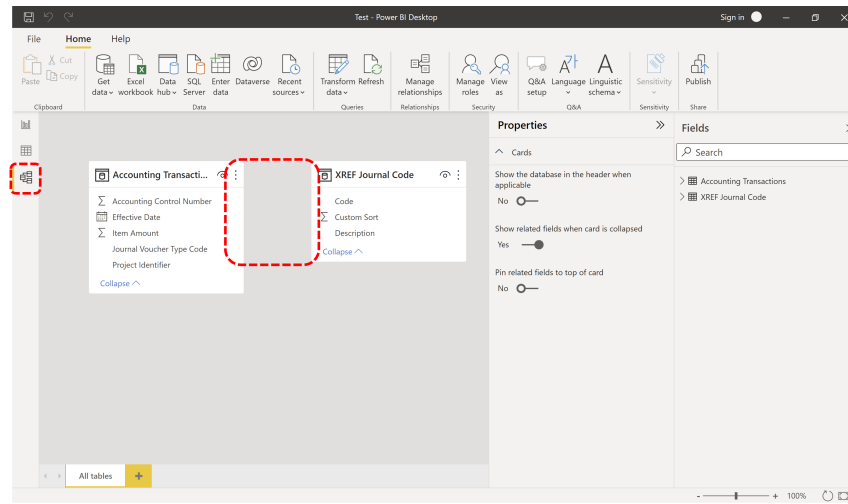 Test - Power BI Desktop
Sign in
File Home Help
Paste
Cut
Copy
Get data
Excel workbook
Data hub
SQL Server
Enter data
Dataverse
Recent sources
Transform data
Refresh
Manage relationships
Manage roles
View as
Q&A setup
Language
Linguistic schema
Sensitivity
Publish
Clipboard
Data
Queries
Relationships
Security
Q&A
Sensitivity
Share
Accounting Transacti...
Accounting Control Number
Effective Date
Item Amount
Journal Voucher Type Code
Project Identifier
Collapse
XREF Journal Code
Code
Custom Sort
Description
Collapse
Properties
Cards
Show the database in the header when
applicable
No
Show related fields when card is collapsed
Yes
Pin related fields to top of card
No
Fields
Search
Accounting Transactions
XREF Journal Code
All tables
- + 100%